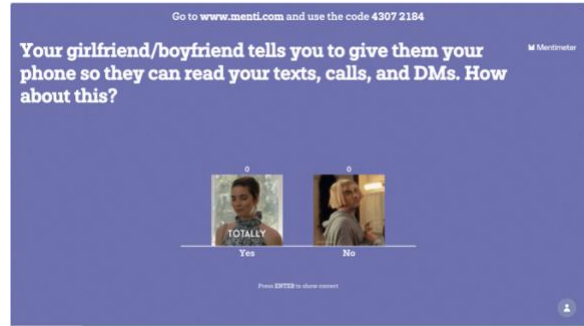 Go to www.menti.com and use the code 4307 2184
Your girlfriend/boyfriend tells you to give them your
phone so they can read your texts, calls, and DMs. How
about this?
Mentimeter
0
0
TOTALLY
Yes
No
Press ENTER to show correct